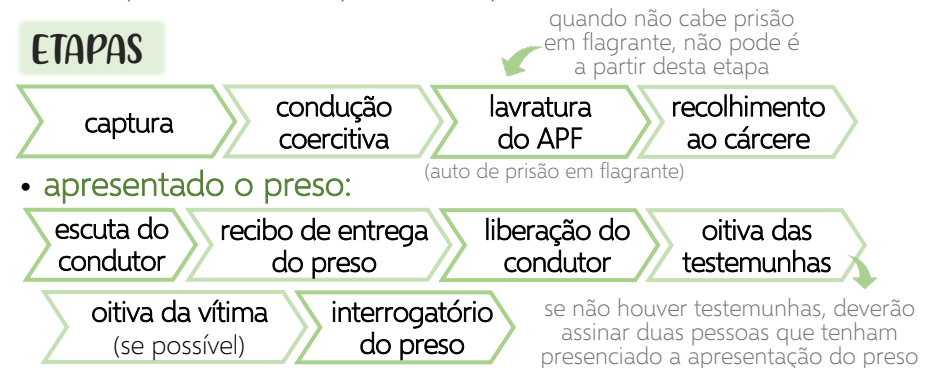 quando não cabe prisão
em flagrante, não pode é
a partir desta etapa
ETAPAS
captura
condução
coercitiva
lavratura
do APF
recolhimento
ao cárcere
(auto de prisão em flagrante)
• apresentado o preso:
escuta do
condutor
recibo de entrega
do preso
liberação do
condutor
oitiva das
testemunhas
oitiva da vítima
(se possível)
interrogatório
do preso
se não houver testemunhas, deverão
assinar duas pessoas que tenham
presenciado a apresentação do preso